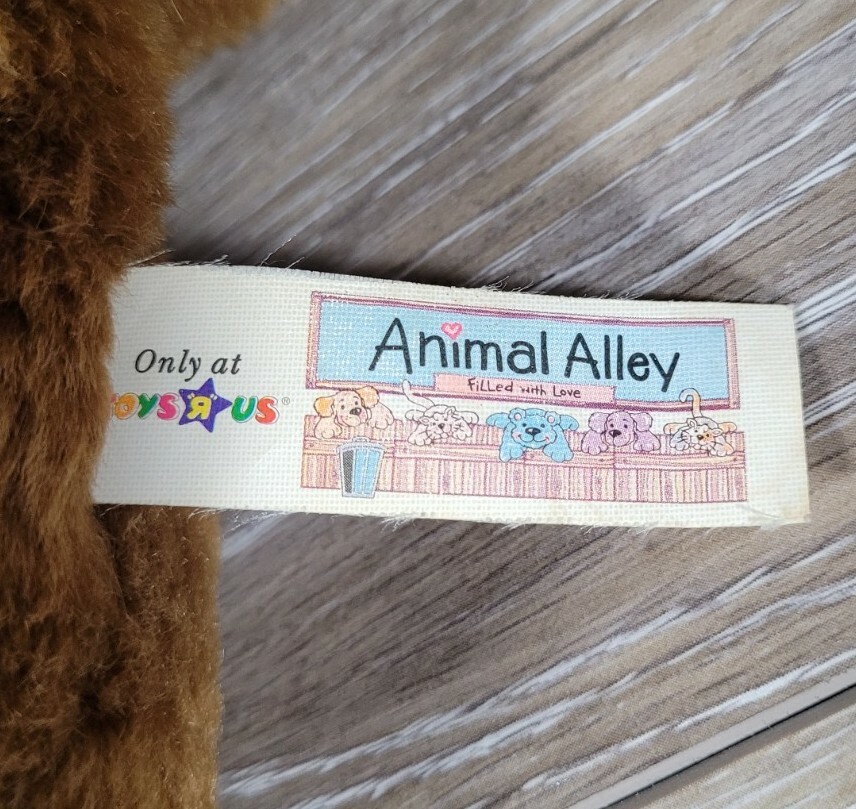 Only at
OYS R US®
Animal Alley
Filled with Love